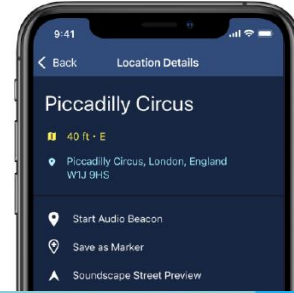 9:41
Back Location Details
Piccadilly Circus
40 ft · E
Piccadilly Circus, London, England
W1J 9HS
Start Audio Beacon
Save as Marker
Soundscape Street Preview